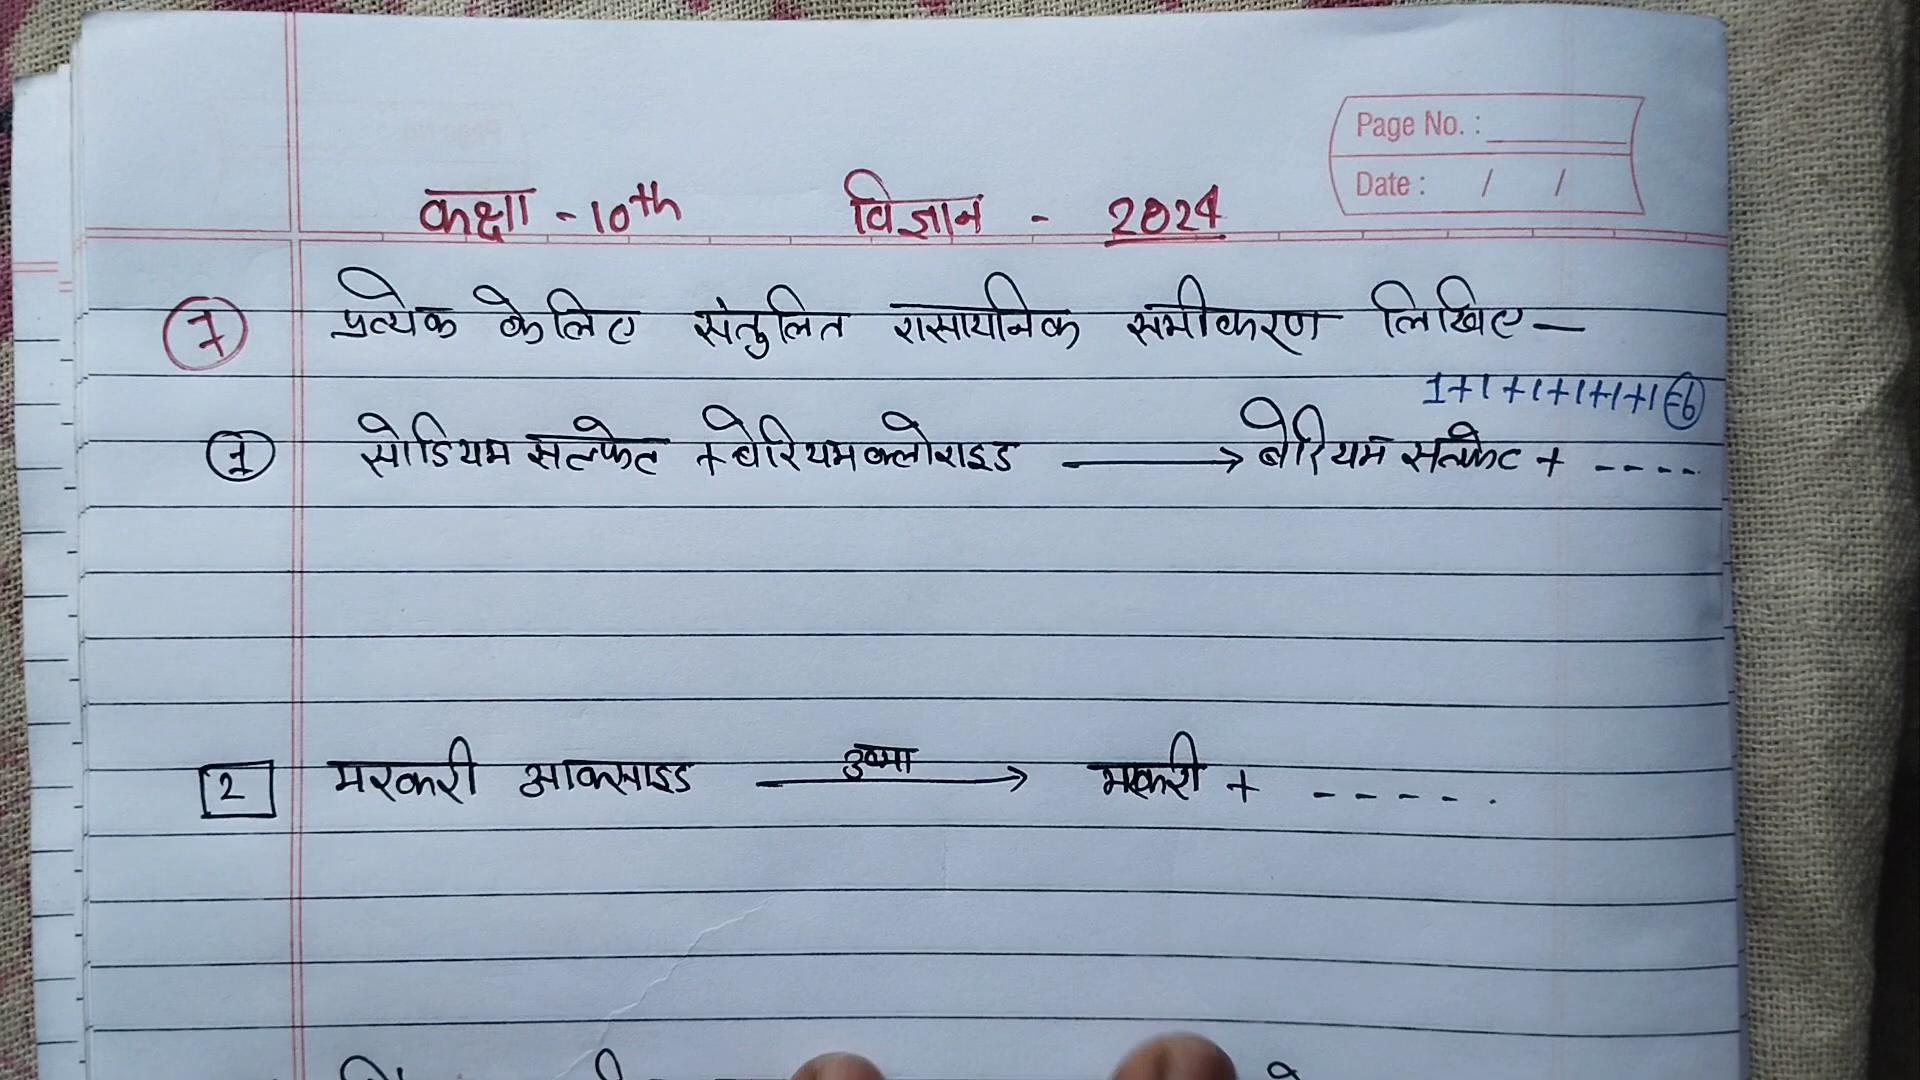 Page No. :
Date : / /
कक्षा - 10th विज्ञान - 2024
7 प्रत्येक के लिए संतुलित रासायनिक समीकरण लिखिए —
1+1+1+1+1+1=6
1 सोडियम सल्फेट + बेरियम क्लोराइड ⟶ बेरियम सल्फेट + ----
उष्मा
2 मरकरी आक्साइड ⟶ मरकरी + -----